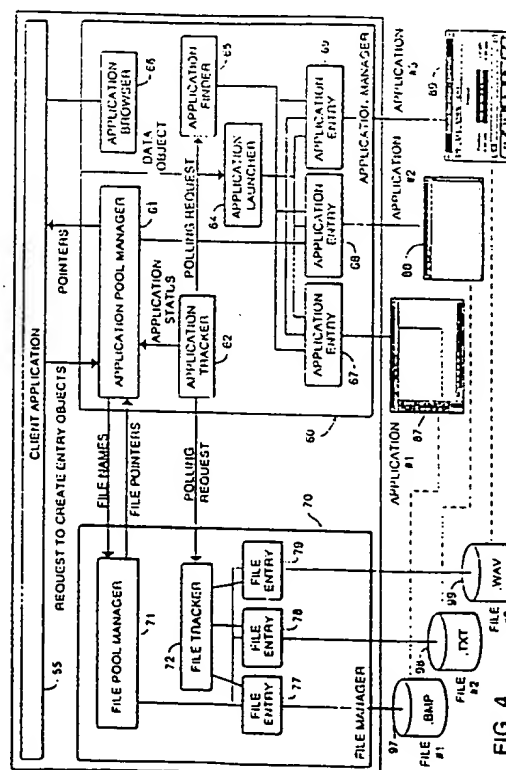 CLIENT APPLICATION
55
REQUEST TO CREATE ENTRY OBJECTS
POINTERS
FILE NAMES
FILE POINTERS
FILE POOL MANAGER
71
FILE TRACKER
72
POLLING
REQUEST
FILE
ENTRY
77
FILE
ENTRY
78
FILE
ENTRY
79
FILE MANAGER
70
APPLICATION POOL MANAGER
61
APPLICATION
STATUS
APPLICATION
TRACKER
62
POLLING REQUEST
DATA
OBJECT
APPLICATION
BROWSER
66
APPLICATION
FINDER
65
APPLICATION
LAUNCHER
64
APPLICATION
ENTRY
67
APPLICATION
ENTRY
68
APPLICATION
ENTRY
69
APPLICATION MANAGER
60
APPLICATION
#1
87
APPLICATION #2
APPLICATION
#3
89
97
.BMP
FILE
#1
98
.TXT
FILE
#2
99
.WAV
FILE
FIG. 4